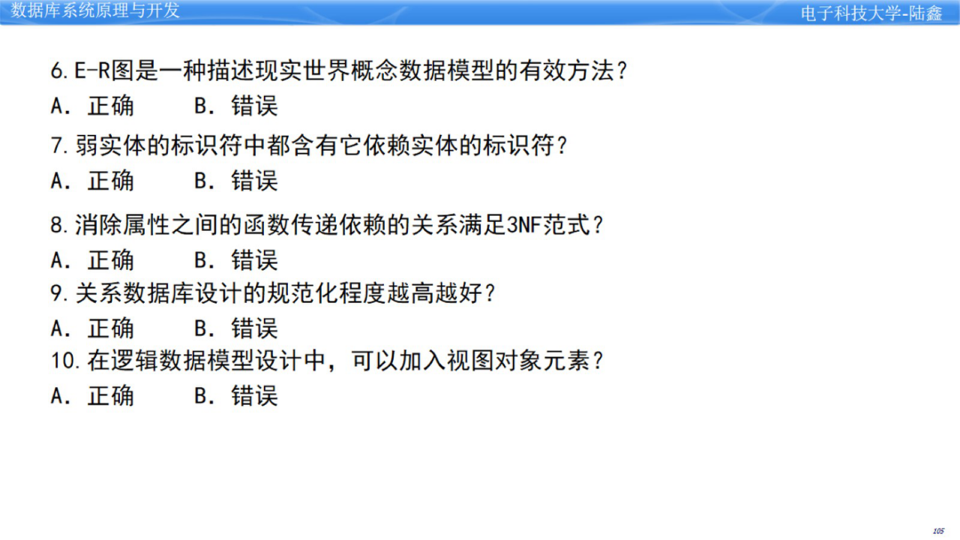 数据库系统原理与开发
电子科技大学-陆鑫
6.E-R图是一种描述现实世界概念数据模型的有效方法？
A. 正确 B. 错误
7. 弱实体的标识符中都含有它依赖实体的标识符？
A. 正确 B. 错误
8.消除属性之间的函数传递依赖的关系满足3NF范式？
A. 正确 B. 错误
9.关系数据库设计的规范化程度越高越好？
A. 正确 B. 错误
10.在逻辑数据模型设计中，可以加入视图对象元素？
A. 正确 B. 错误
105